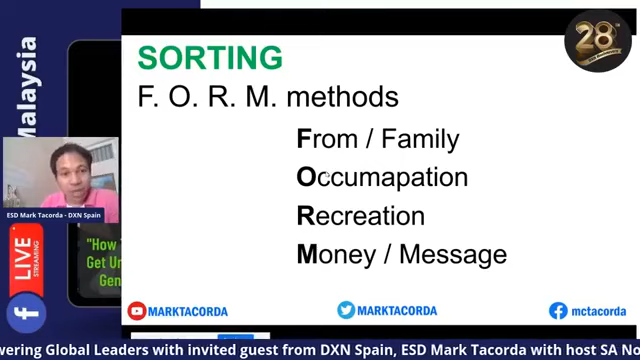 SORTING
F. O. R. M. methods
From / Family
Occumapation
Recreation
Money / Message
MARKTACORDA
MARKTACORDA
mctacorda
28
Malaysia
ESD Mark Tacorda - DXN Spain
LIVE
STREAMING
"How
Get Un
Gen
wering Global Leaders with invited guest from DXN Spain, ESD Mark Tacorda with host SA No